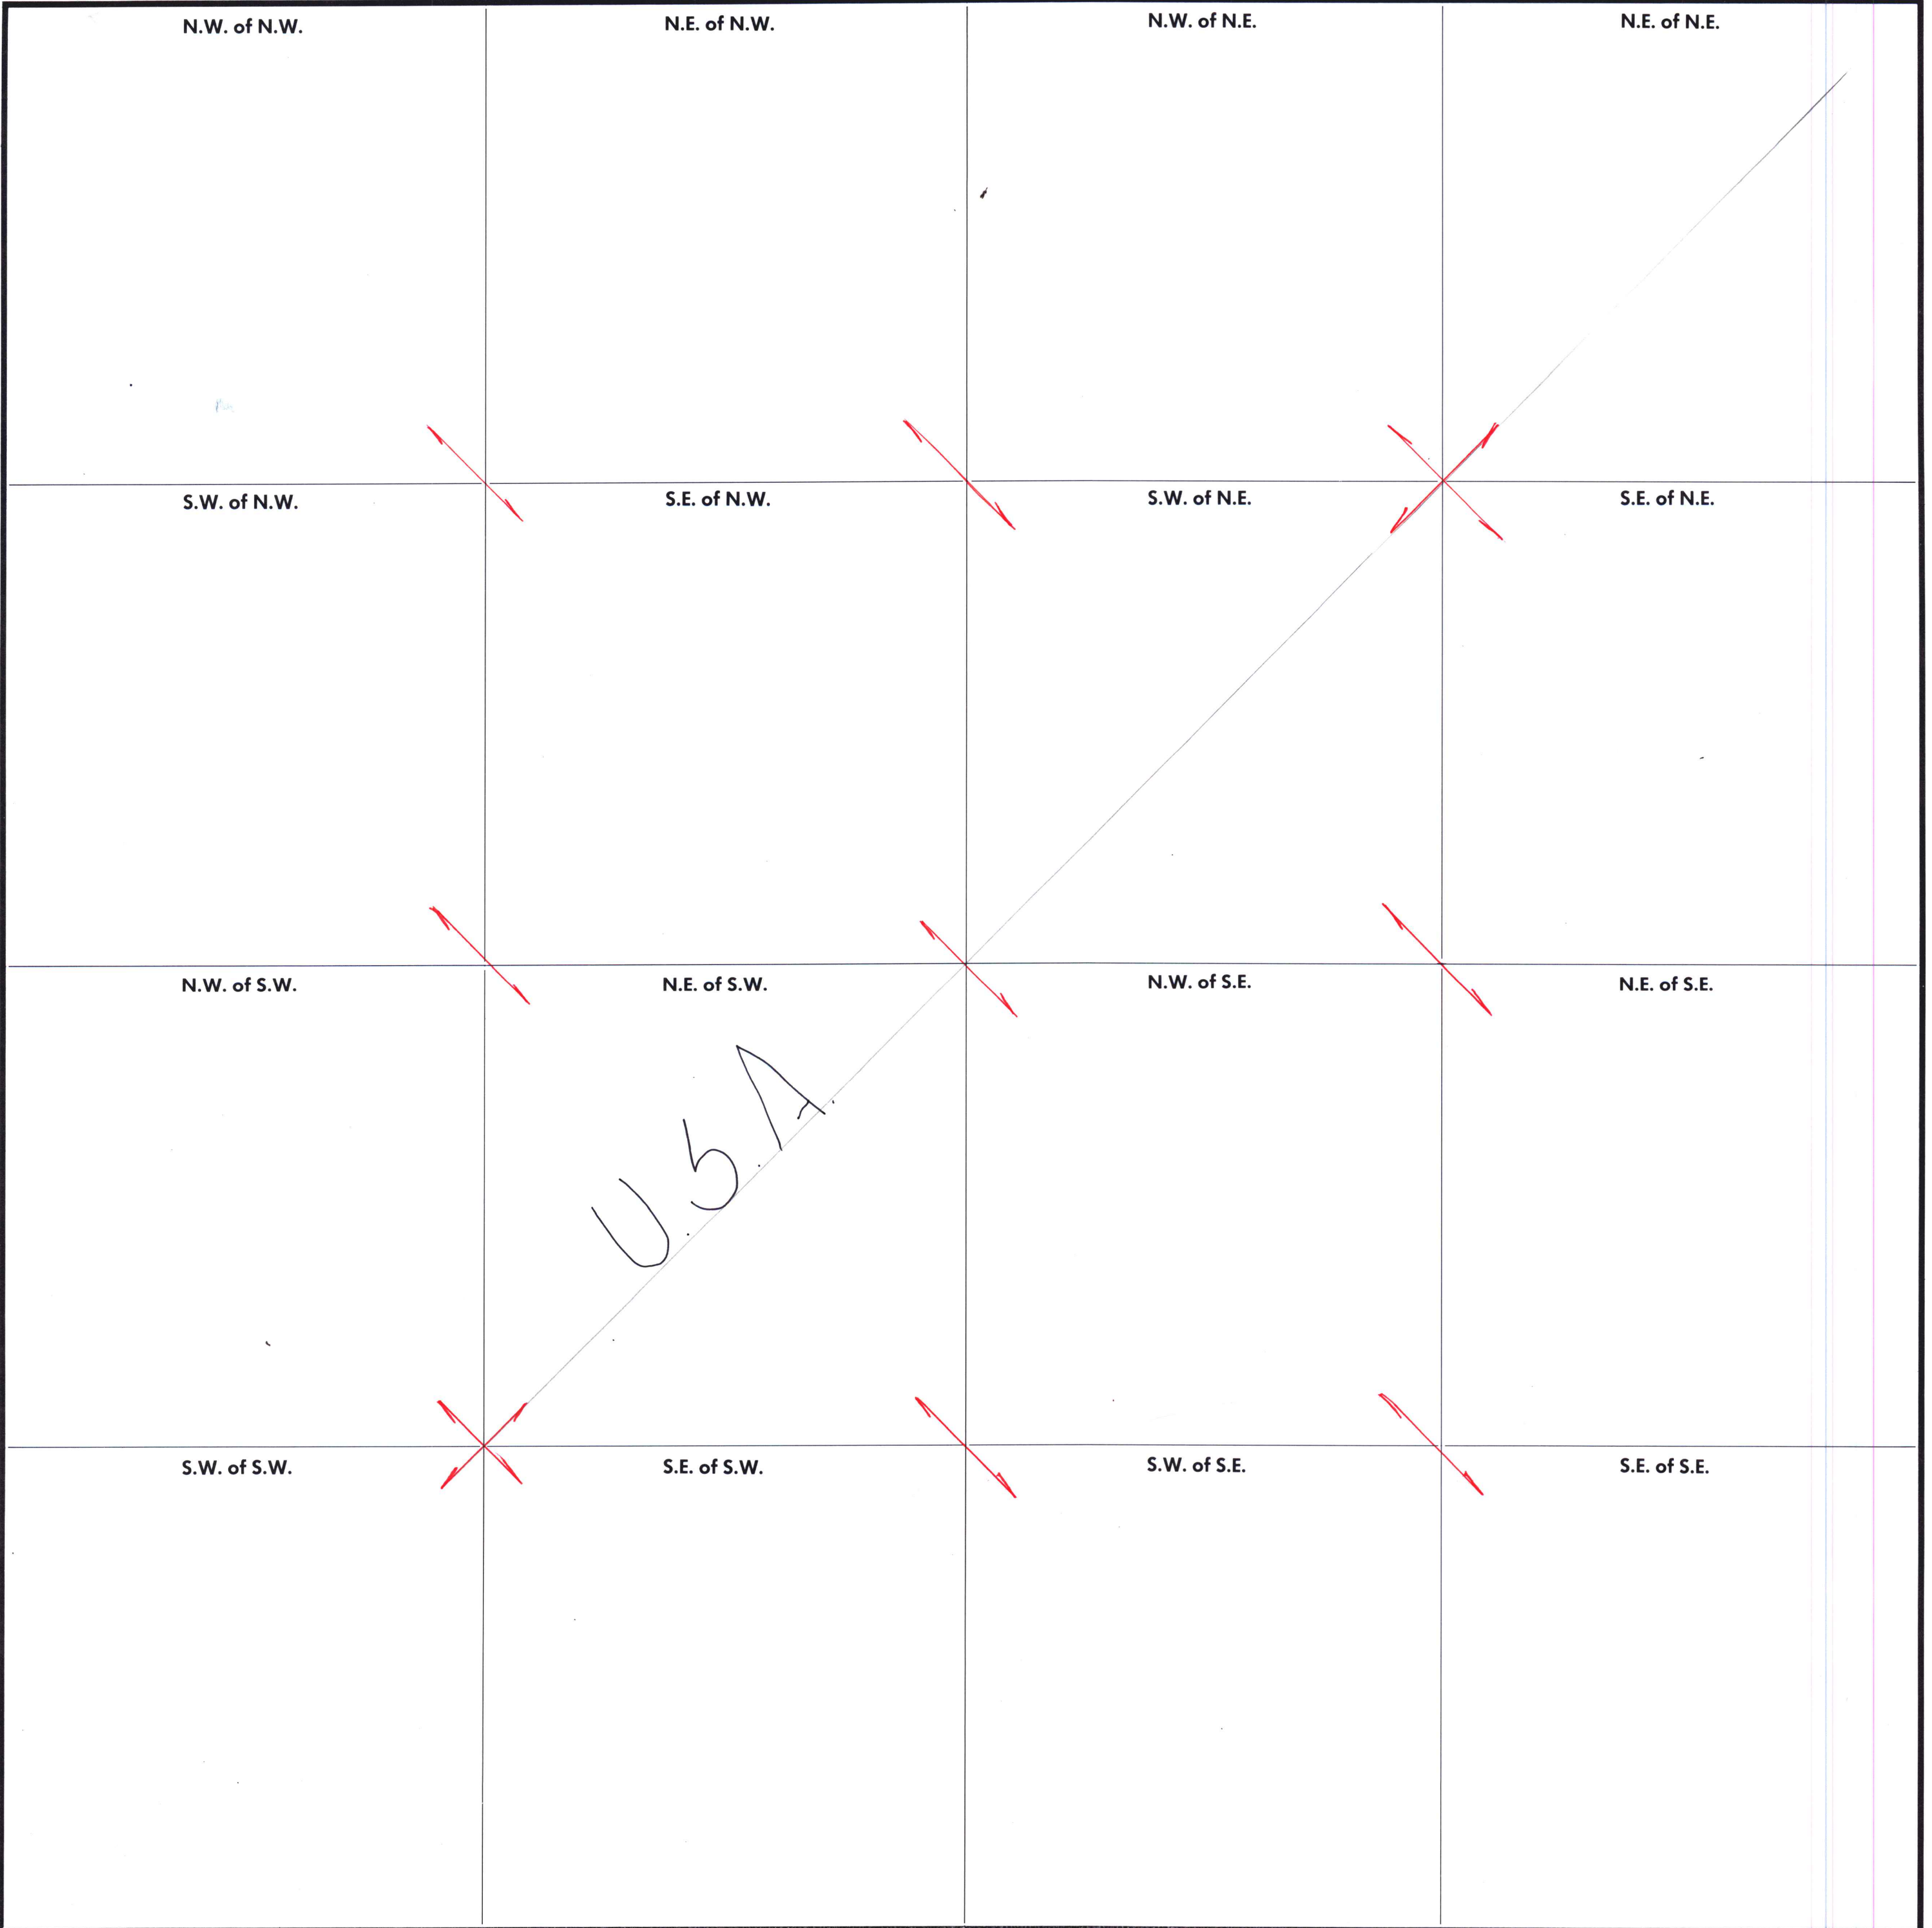 N.W. of N.W. N.E. of N.W. N.W. of N.E. N.E. of N.E.
S.W. of N.W. S.E. of N.W. S.W. of N.E. S.E. of N.E.
N.W. of S.W. N.E. of S.W. N.W. of S.E. N.E. of S.E.
U.S.A.
S.W. of S.W. S.E. of S.W. S.W. of S.E. S.E. of S.E.